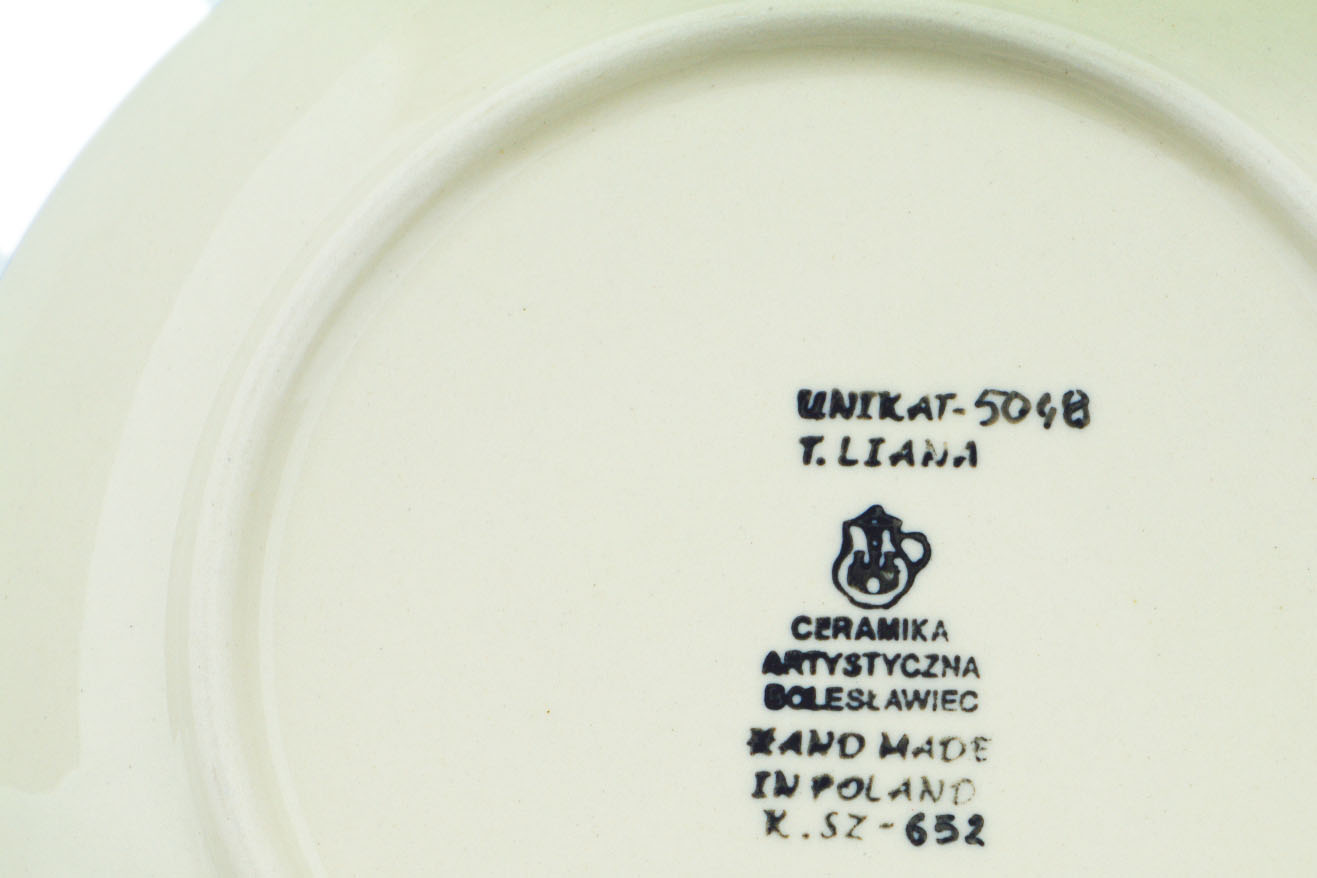 UNIKAT-5048
T. LIANA
CERAMIKA
ARTYSTYCZNA
BOLESŁAWIEC
HAND MADE
IN POLAND
K. SZ-652